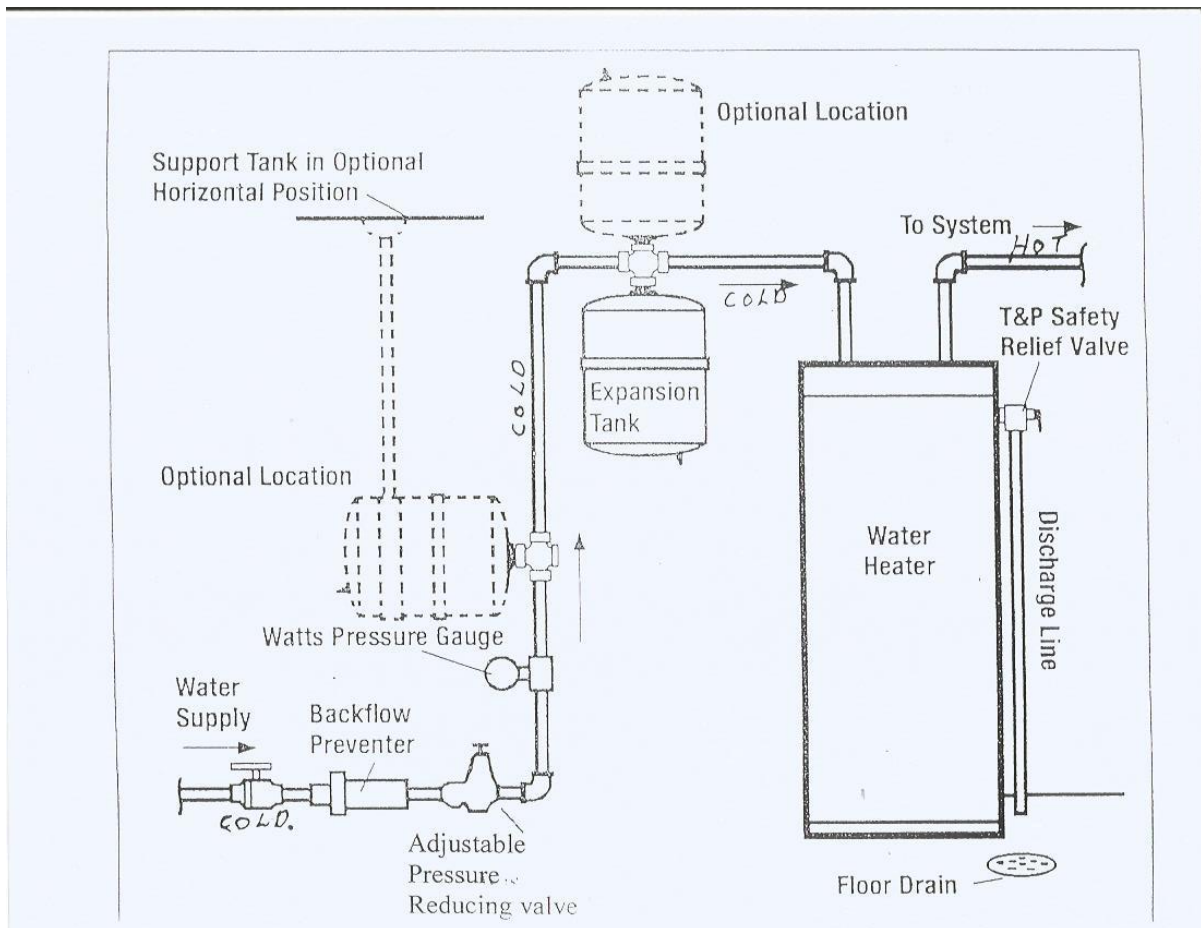 Optional Location
Support Tank in Optional
Horizontal Position
To System
HOT
COLD
T&P Safety
Relief Valve
COLD
Expansion
Tank
Optional Location
Water
Heater
Discharge Line
Watts Pressure Gauge
Water
Supply
Backflow
Preventer
COLD.
Adjustable
Pressure
Reducing valve
Floor Drain